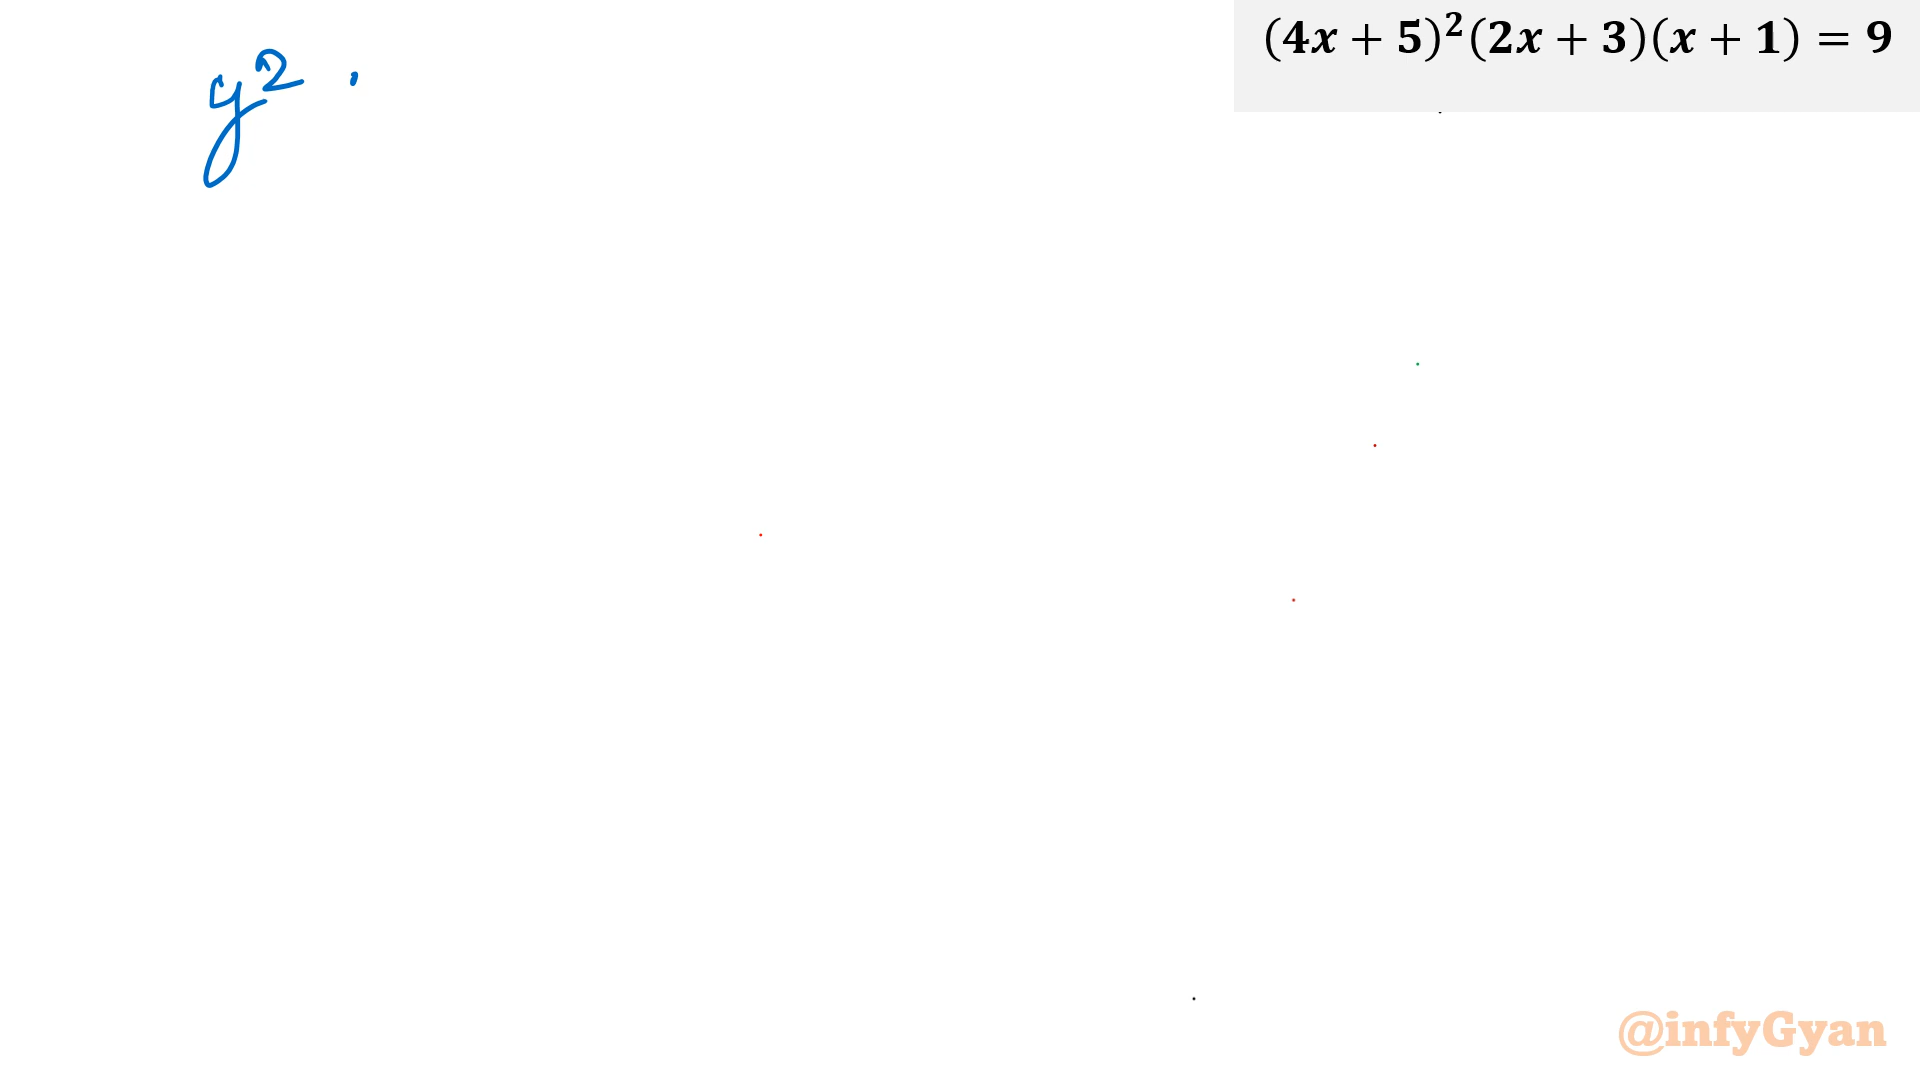 (4x + 5)²(2x + 3)(x + 1) = 9
y² .
@infyGyan